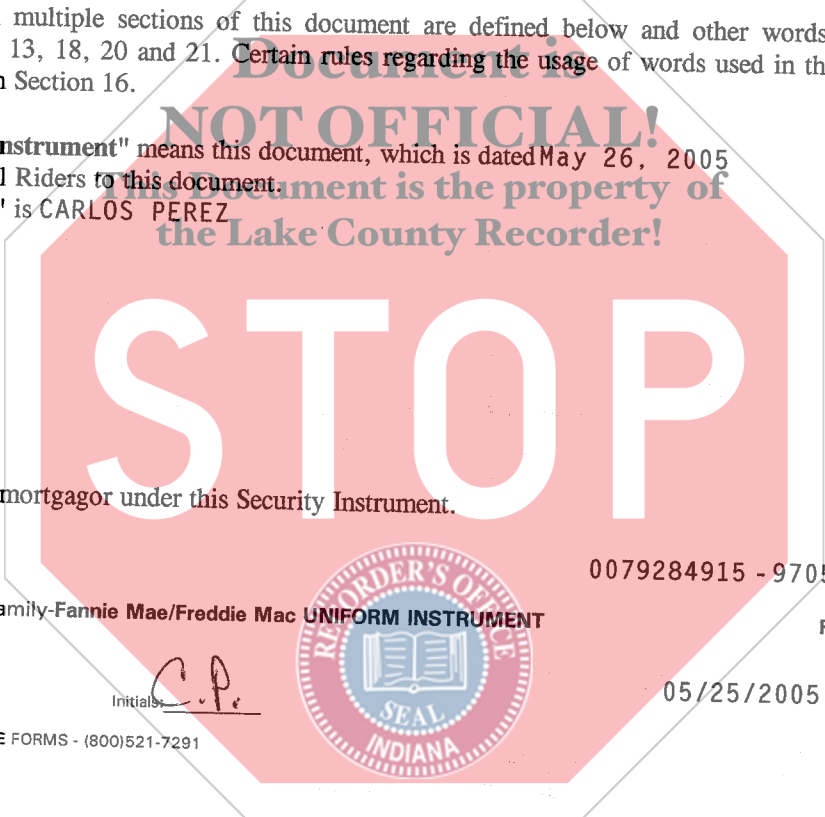 multiple sections of this document are defined below and other words
13, 18, 20 and 21. Certain rules regarding the usage of words used in th
Section 16.
Document is
NOT OFFICIAL!
This Document is the property of
the Lake County Recorder!
nstrument" means this document, which is dated May 26, 2005
l Riders to this document.
" is CARLOS PEREZ
STOP
mortgagor under this Security Instrument.
0079284915 - 9705
amily-Fannie Mae/Freddie Mac UNIFORM INSTRUMENT
RECORDER'S OFFICE
SEAL
INDIANA
Initials: C.P.
05/25/2005
E FORMS - (800)521-7291